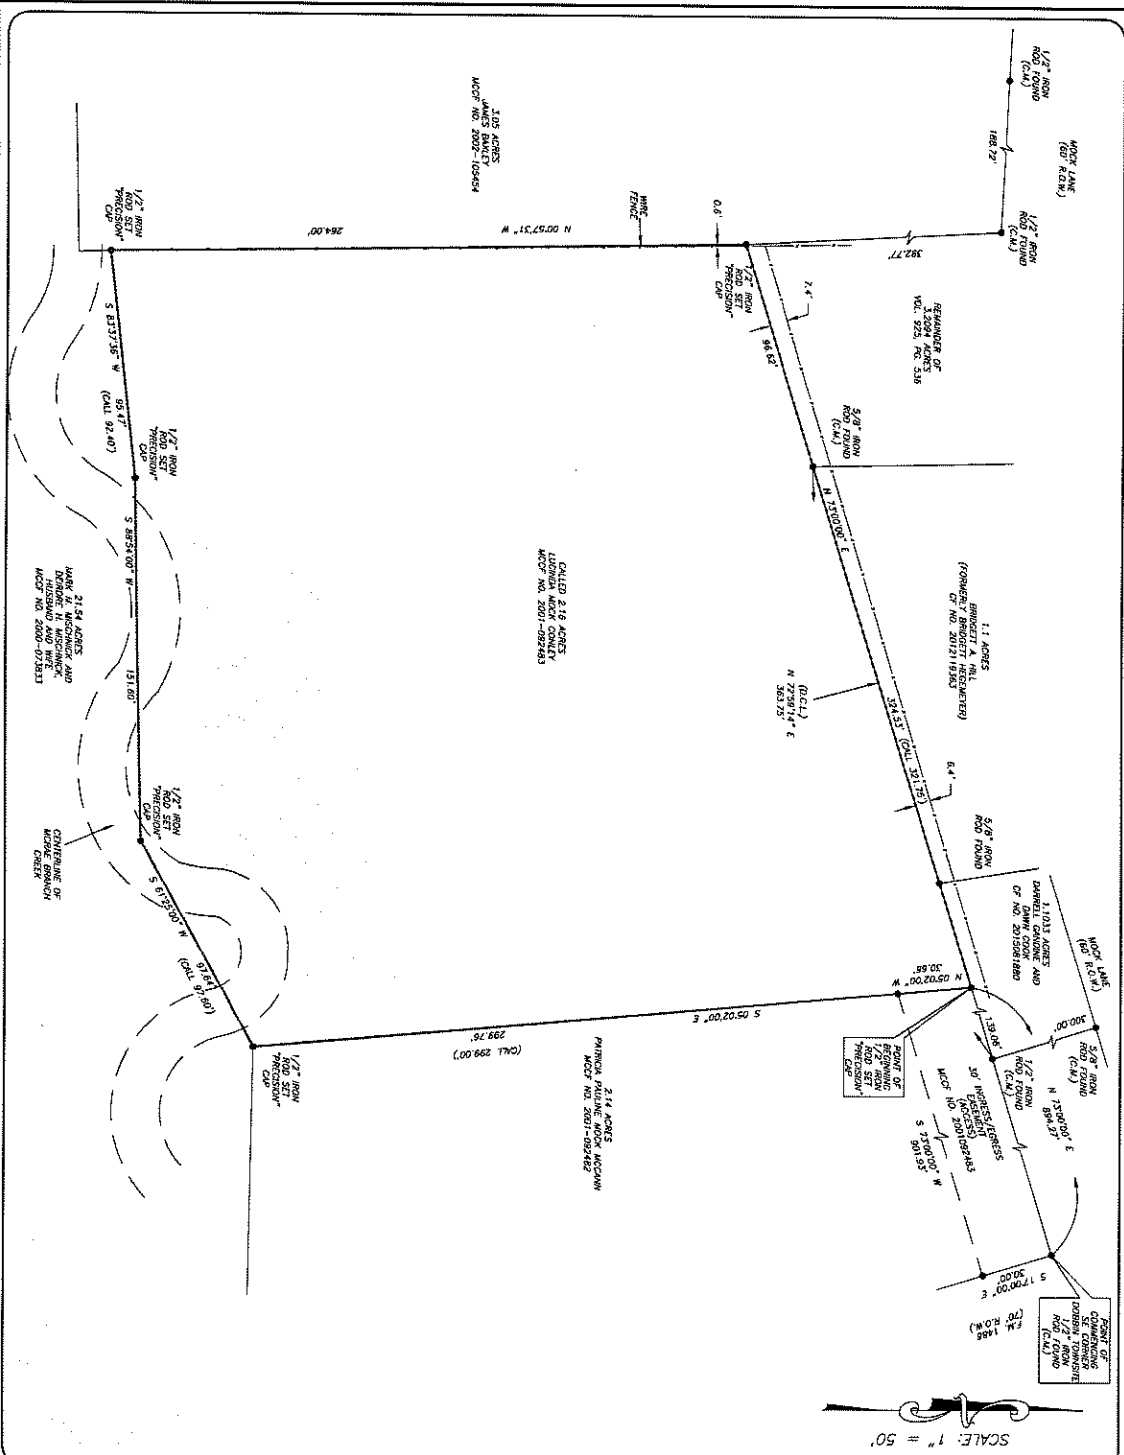 MOCK LANE
(60' R.O.W.)
1/2" IRON
ROD FOUND
(C.M.)
188.72'
1/2" IRON
ROD FOUND
(C.M.)
382.77'
REMAINDER OF
3.2094 ACRES
VOL. 925, PG. 536
3.05 ACRES
JAMES BAKLEY
MCCF NO. 2002-105454
WIRE
FENCE
0.6'
1/2" IRON
ROD SET
"PRECISION"
CAP
7.4'
96.62'
5/8" IRON
ROD FOUND
(C.M.)
N 73°00'00" E
324.53' (CALL 321.75')
1.1 ACRES
BRIDGETT A. HILL
(FORMERLY BRIDGETT HEGEMEYER)
CF NO. 2012119363
(D.C.L.)
N 72°59'14" E
363.75'
6.4'
5/8" IRON
ROD FOUND
1.1033 ACRES
DARRELL GANDINE AND
DAWN COOK
CF NO. 2015081880
MOCK LANE
(60' R.O.W.)
300.00'
5/8" IRON
ROD FOUND
(C.M.)
139.06'
1/2" IRON
ROD FOUND
(C.M.)
N 73°00'00" E
894.27'
30' INGRESS/EGRESS
EASEMENT
(ACCESS)
MCCF NO. 2001092483
S 73°00'00" W
901.93'
POINT OF
BEGINNING
1/2" IRON
ROD SET
"PRECISION"
CAP
N 05°02'00" W
30.66'
S 17°00'00" E
30.00'
F.M. 1486
(70' R.O.W.)
POINT OF
COMMENCING
SE CORNER
DOBBIN TOWNSITE
1/2" IRON
ROD FOUND
(C.M.)
SCALE: 1" = 50'
N 00°57'31" W
264.00'
CALLED 2.16 ACRES
LUCINDA MOCK CONLEY
MCCF NO. 2001-092483
S 05°02'00" E
299.76'
(CALL 299.00')
2.14 ACRES
PATRICIA PAULINE MOCK MCCANN
MCCF NO. 2001-092482
1/2" IRON
ROD SET
"PRECISION"
CAP
S 83°37'36" W
95.47'
(CALL 92.40')
1/2" IRON
ROD SET
"PRECISION"
CAP
S 88°54'00" W
151.60'
1/2" IRON
ROD SET
"PRECISION"
CAP
S 61°25'00" W
97.64'
(CALL 97.60')
1/2" IRON
ROD SET
"PRECISION"
CAP
21.54 ACRES
MARK M. MISCHNICK AND
DEIRDRE H. MISCHNICK,
HUSBAND AND WIFE
MCCF NO. 2000-073833
CENTERLINE OF
MCRAE BRANCH
CREEK